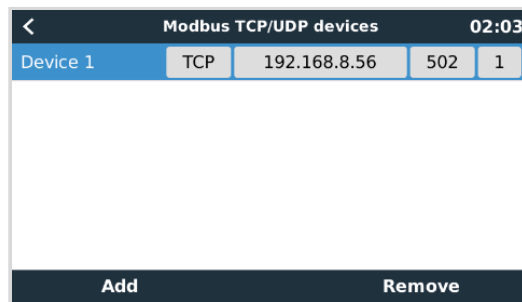 Modbus TCP/UDP devices 02:03
Device 1 TCP 192.168.8.56 502 1
Add Remove